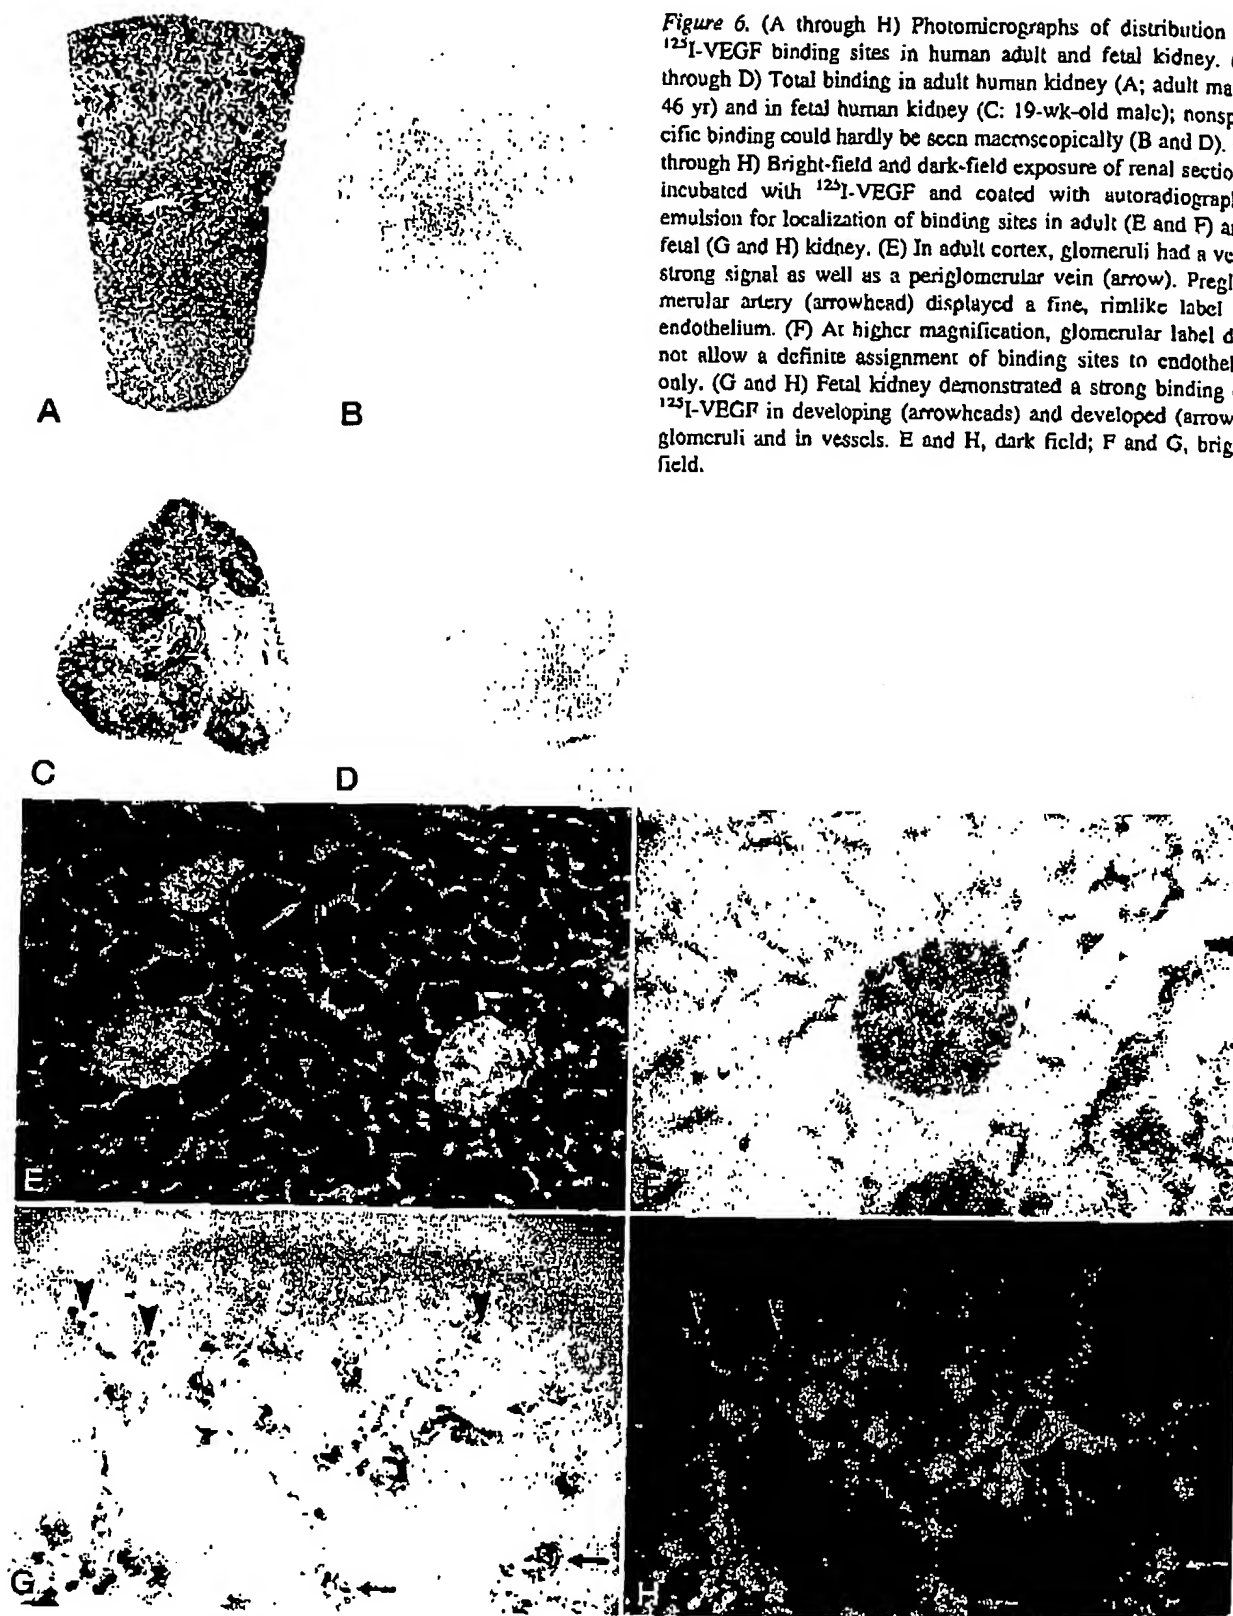 Figure 6. (A through H) Photomicrographs of distribution
¹²⁵I-VEGF binding sites in human adult and fetal kidney. (
through D) Total binding in adult human kidney (A; adult ma
46 yr) and in fetal human kidney (C: 19-wk-old male); nonsp
cific binding could hardly be seen macroscopically (B and D).
through H) Bright-field and dark-field exposure of renal sectio
incubated with ¹²⁵I-VEGF and coated with autoradiograph
emulsion for localization of binding sites in adult (E and F) a
fetal (G and H) kidney. (E) In adult cortex, glomeruli had a ve
strong signal as well as a periglomerular vein (arrow). Pregl
merular artery (arrowhead) displayed a fine, rimlike label
endothelium. (F) At higher magnification, glomerular label d
not allow a definite assignment of binding sites to endothel
only. (G and H) Fetal kidney demonstrated a strong binding
¹²⁵I-VEGF in developing (arrowheads) and developed (arrow
glomeruli and in vessels. E and H, dark field; F and G, brig
field.
A
B
C
D
E
F
G
H